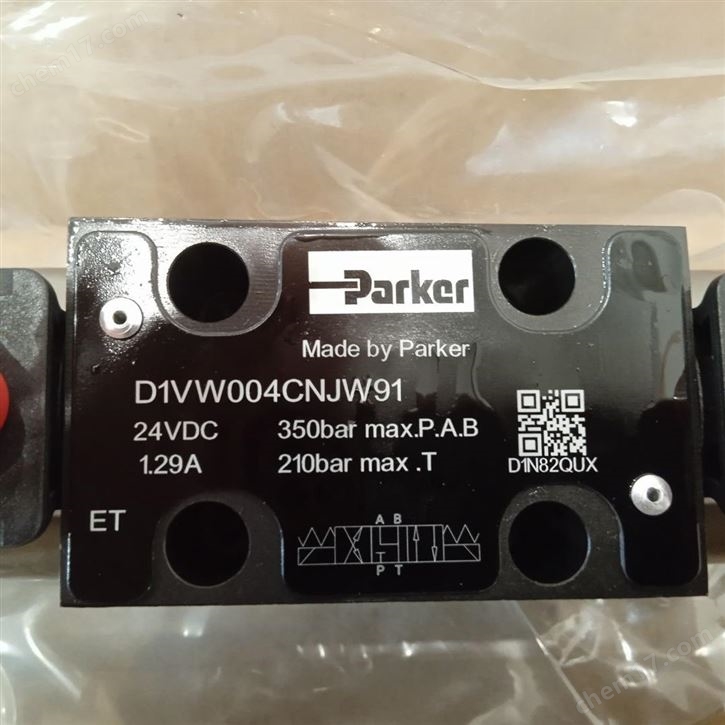 Parker
Made by Parker
D1VW004CNJW91
24VDC 350bar max.P.A.B
1.29A 210bar max .T
D1N82QUX
ET
A B
T
P T